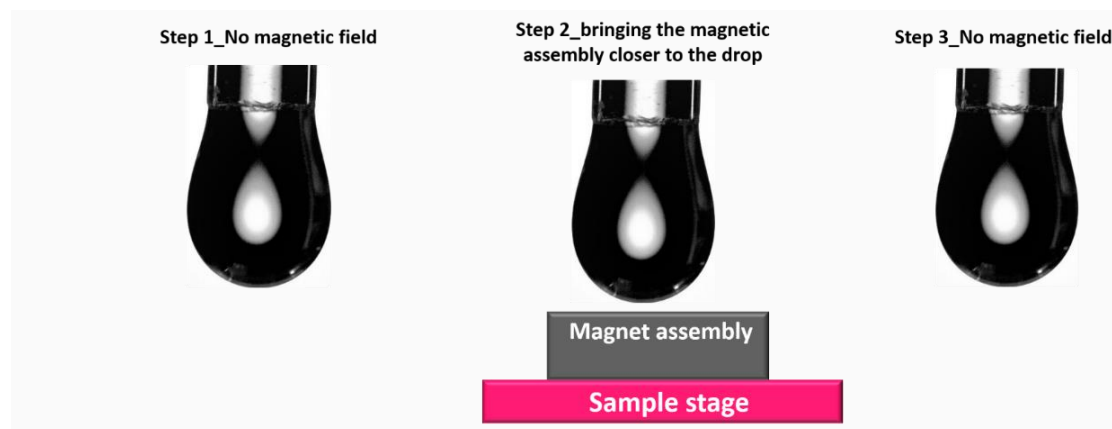 Step 1_No magnetic field
Step 2_bringing the magnetic
assembly closer to the drop
Step 3_No magnetic field
Magnet assembly
Sample stage